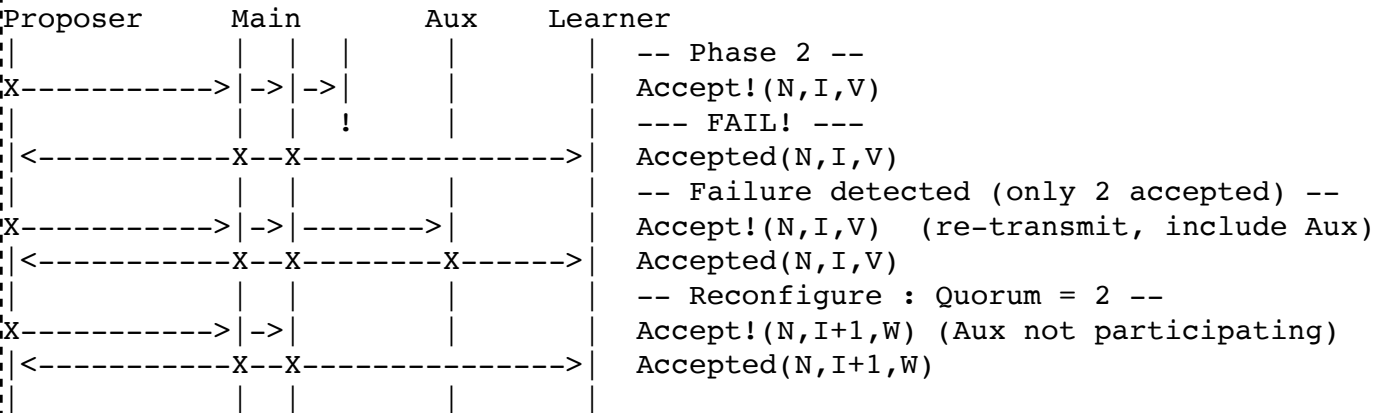 Proposer      Main        Aux     Learner
|              |  |  |     |        |  -- Phase 2 --
X----------->|->|->|     |        |  Accept!(N,I,V)
|              |  |  !     |        |  --- FAIL! ---
|<-----------X--X--------------->|  Accepted(N,I,V)
|              |  |        |        |  -- Failure detected (only 2 accepted) --
X----------->|->|------->|        |  Accept!(N,I,V)  (re-transmit, include Aux)
|<-----------X--X--------X------>|  Accepted(N,I,V)
|              |  |        |        |  -- Reconfigure : Quorum = 2 --
X----------->|->|        |        |  Accept!(N,I+1,W) (Aux not participating)
|<-----------X--X--------------->|  Accepted(N,I+1,W)
|              |  |        |        |